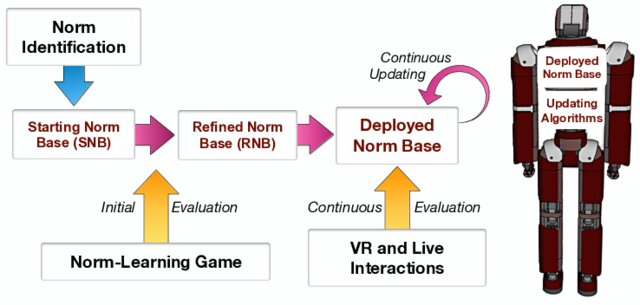 Norm
Identification
Starting Norm
Base (SNB)
Refined Norm
Base (RNB)
Deployed
Norm Base
Continuous
Updating
Initial Evaluation
Continuous Evaluation
Norm-Learning Game
VR and Live
Interactions
Deployed
Norm Base
Updating
Algorithms